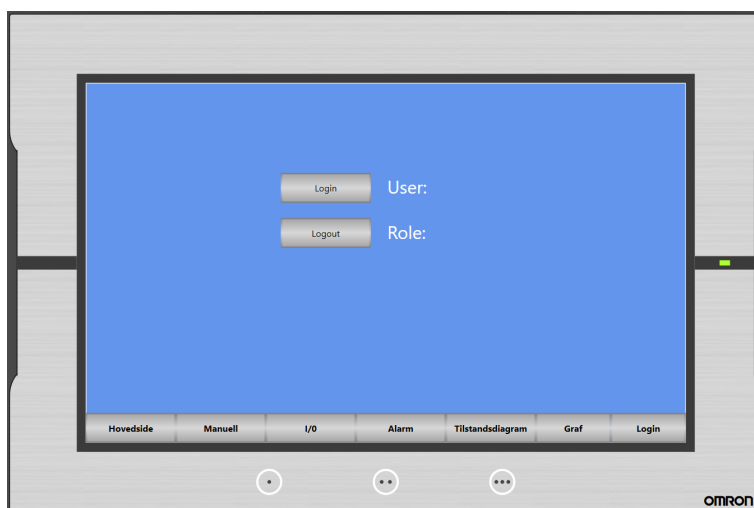 Login User:
Logout Role:
Hovedside Manuell I/0 Alarm Tilstandsdiagram Graf Login
OMRON